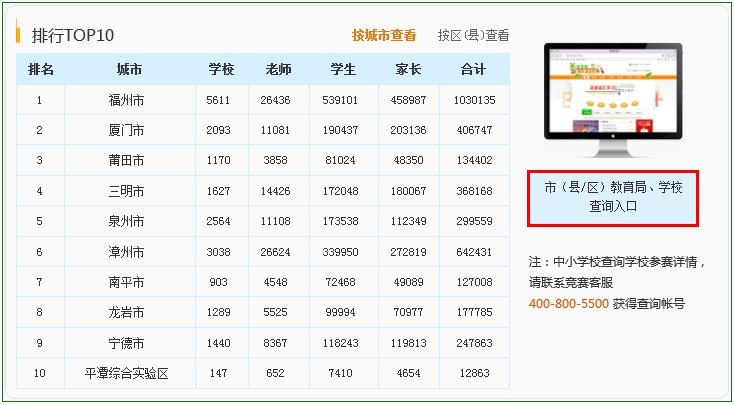 排行TOP10 按城市查看 按区(县)查看
排名 城市 学校 老师 学生 家长 合计
1 福州市 5611 26436 539101 458987 1030135
2 厦门市 2093 11081 190437 203136 406747
3 莆田市 1170 3858 81024 48350 134402
4 三明市 1627 14426 172048 180067 368168
5 泉州市 2564 11108 173538 112349 299559
6 漳州市 3038 26624 339950 272819 642431
7 南平市 903 4548 72468 49089 127008
8 龙岩市 1289 5525 99994 70977 177785
9 宁德市 1440 8367 118243 119813 247863
10 平潭综合实验区 147 652 7410 4654 12863
市（县/区）教育局、学校
查询入口
注：中小学校查询学校参赛详情，
请联系竞赛客服
400-800-5500 获得查询帐号